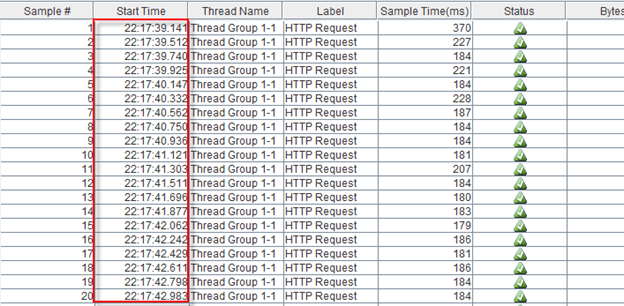 Sample # Start Time Thread Name Label Sample Time(ms) Status Bytes
1 22:17:39.141 Thread Group 1-1 HTTP Request 370
2 22:17:39.512 Thread Group 1-1 HTTP Request 227
3 22:17:39.740 Thread Group 1-1 HTTP Request 184
4 22:17:39.925 Thread Group 1-1 HTTP Request 221
5 22:17:40.147 Thread Group 1-1 HTTP Request 184
6 22:17:40.332 Thread Group 1-1 HTTP Request 228
7 22:17:40.562 Thread Group 1-1 HTTP Request 187
8 22:17:40.750 Thread Group 1-1 HTTP Request 184
9 22:17:40.936 Thread Group 1-1 HTTP Request 184
10 22:17:41.121 Thread Group 1-1 HTTP Request 181
11 22:17:41.303 Thread Group 1-1 HTTP Request 207
12 22:17:41.511 Thread Group 1-1 HTTP Request 184
13 22:17:41.696 Thread Group 1-1 HTTP Request 180
14 22:17:41.877 Thread Group 1-1 HTTP Request 183
15 22:17:42.062 Thread Group 1-1 HTTP Request 179
16 22:17:42.242 Thread Group 1-1 HTTP Request 186
17 22:17:42.429 Thread Group 1-1 HTTP Request 181
18 22:17:42.611 Thread Group 1-1 HTTP Request 186
19 22:17:42.798 Thread Group 1-1 HTTP Request 184
20 22:17:42.983 Thread Group 1-1 HTTP Request 184